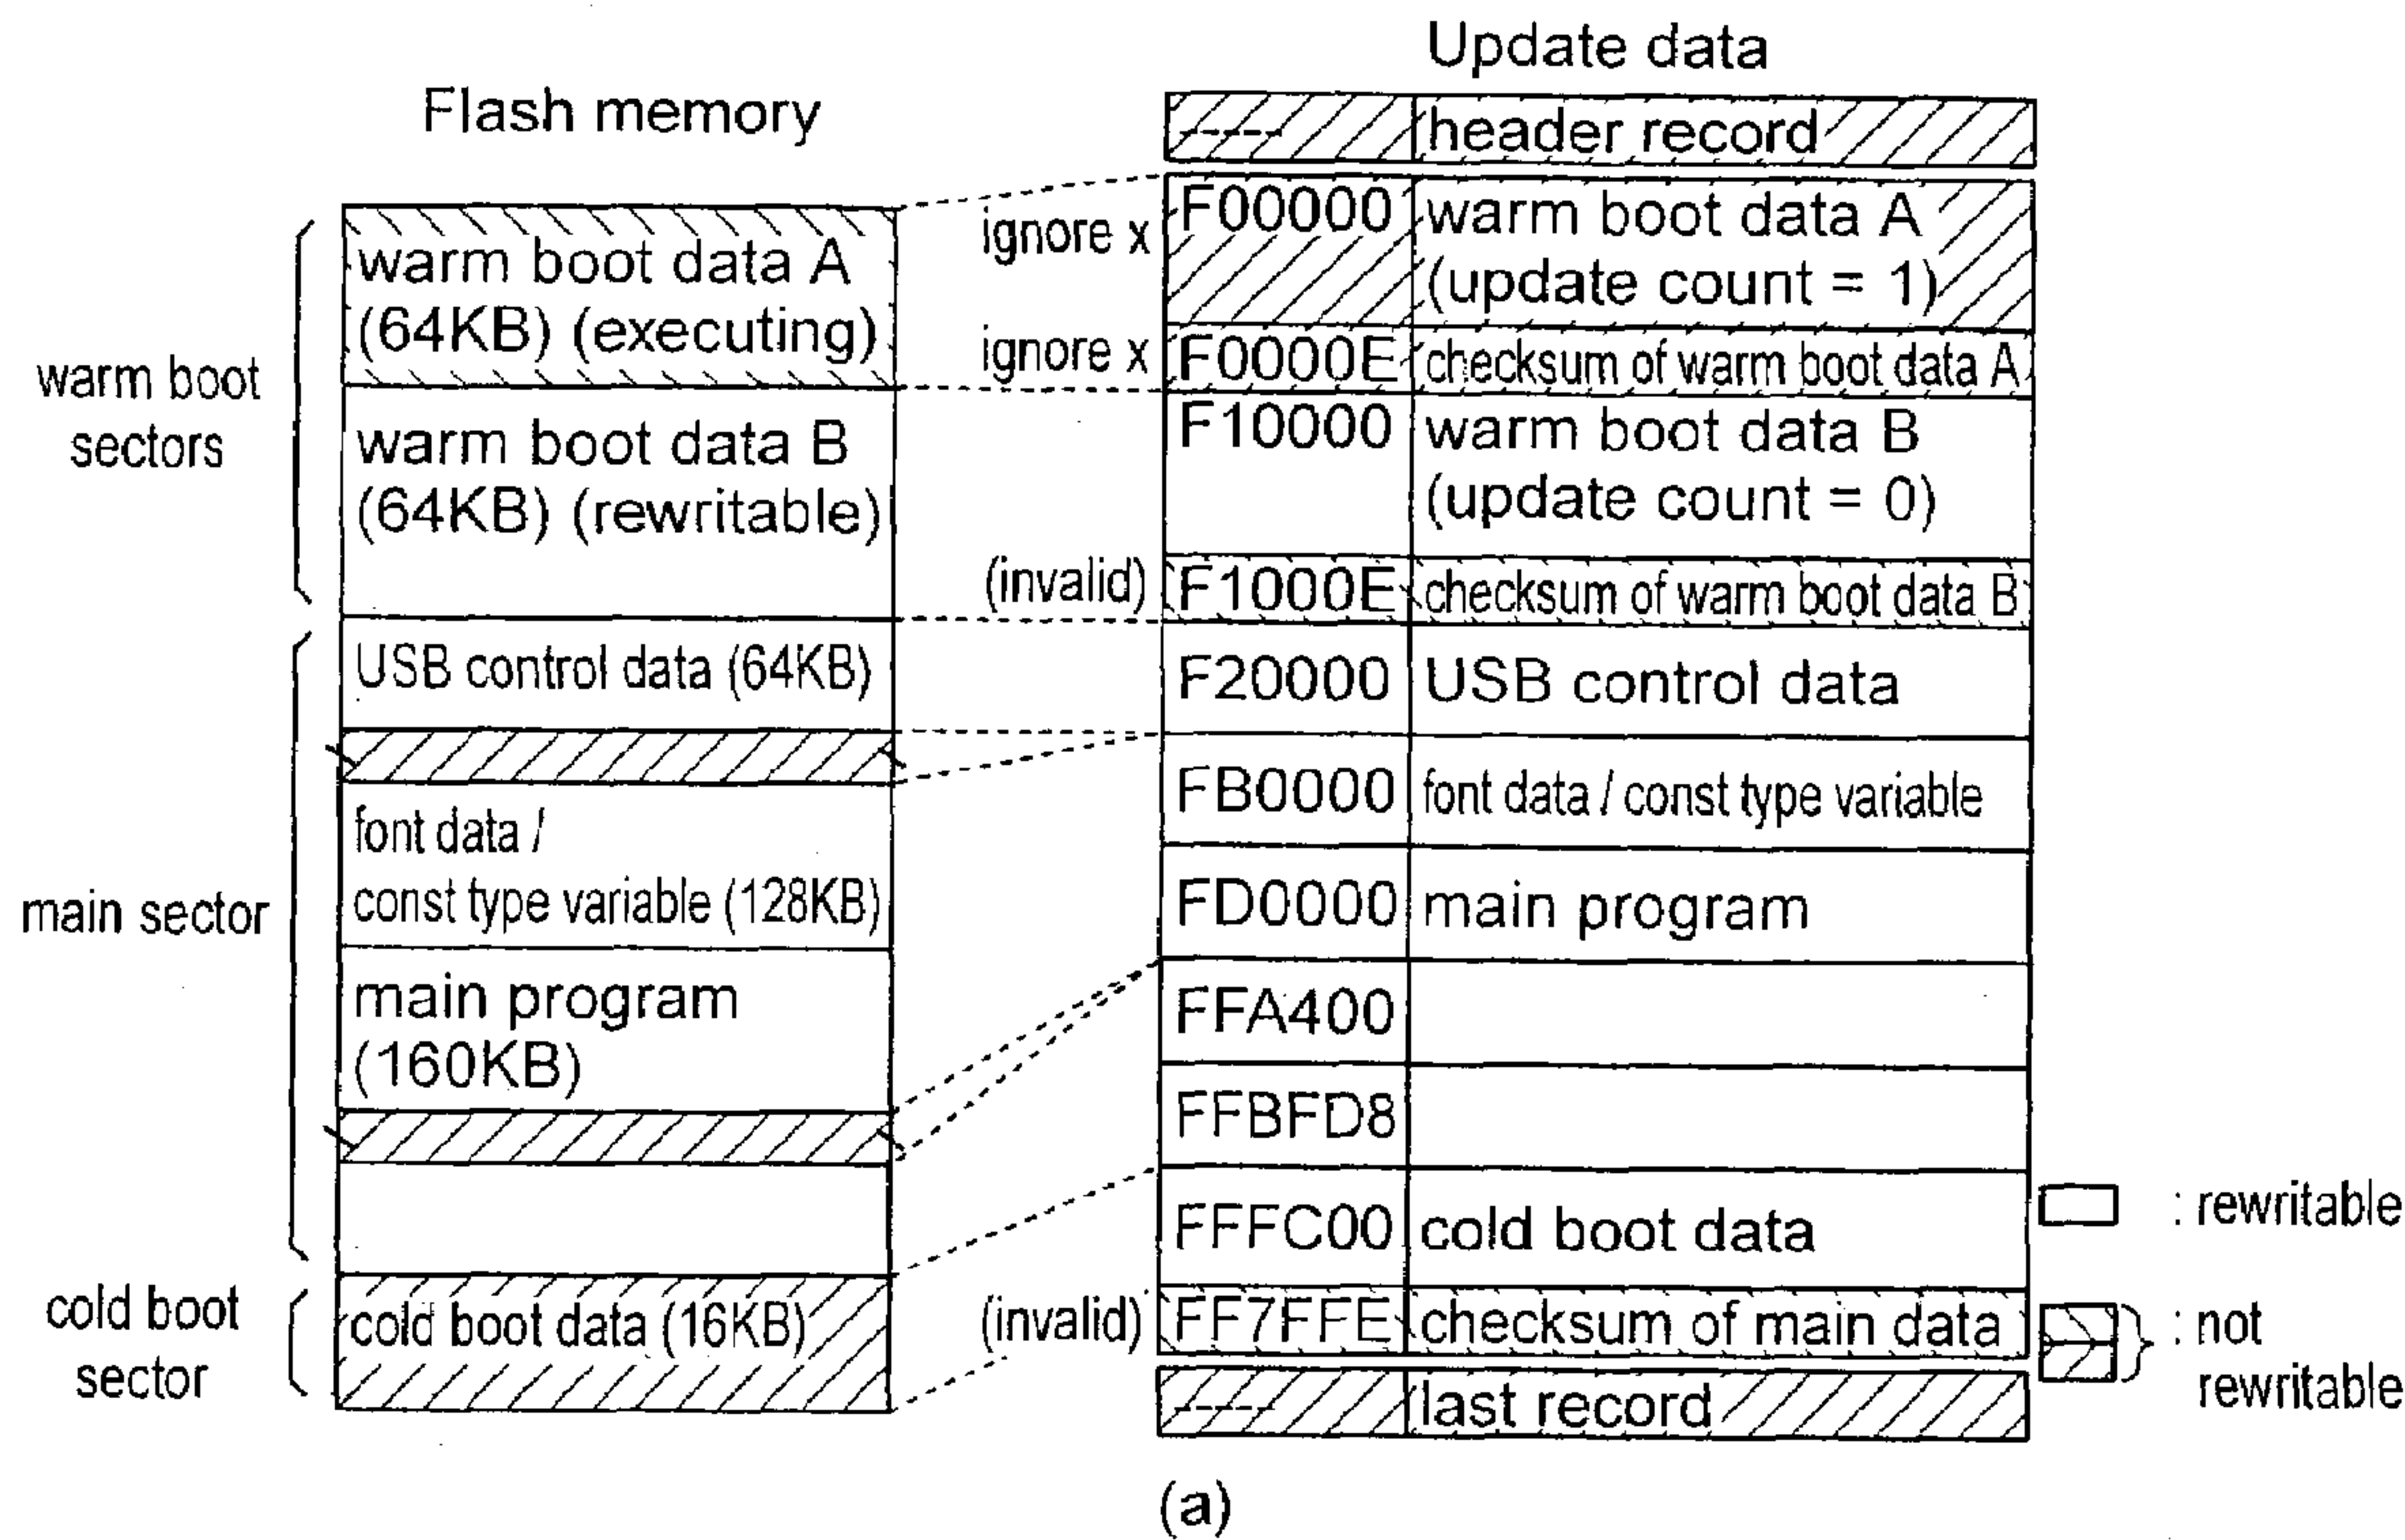 Update data
Flash memory
header record
F00000 warm boot data A
(update count = 1)
ignore x
F0000E checksum of warm boot data A
ignore x
F10000 warm boot data B
(update count = 0)
F1000E checksum of warm boot data B
(invalid)
F20000 USB control data
FB0000 font data / const type variable
FD0000 main program
FFA400
FFBFD8
FFFC00 cold boot data
FF7FFE checksum of main data
(invalid)
last record
warm boot
sectors
warm boot data A
(64KB) (executing)
warm boot data B
(64KB) (rewritable)
main sector
USB control data (64KB)
font data /
const type variable (128KB)
main program
(160KB)
cold boot
sector
cold boot data (16KB)
: rewritable
: not
rewritable
(a)